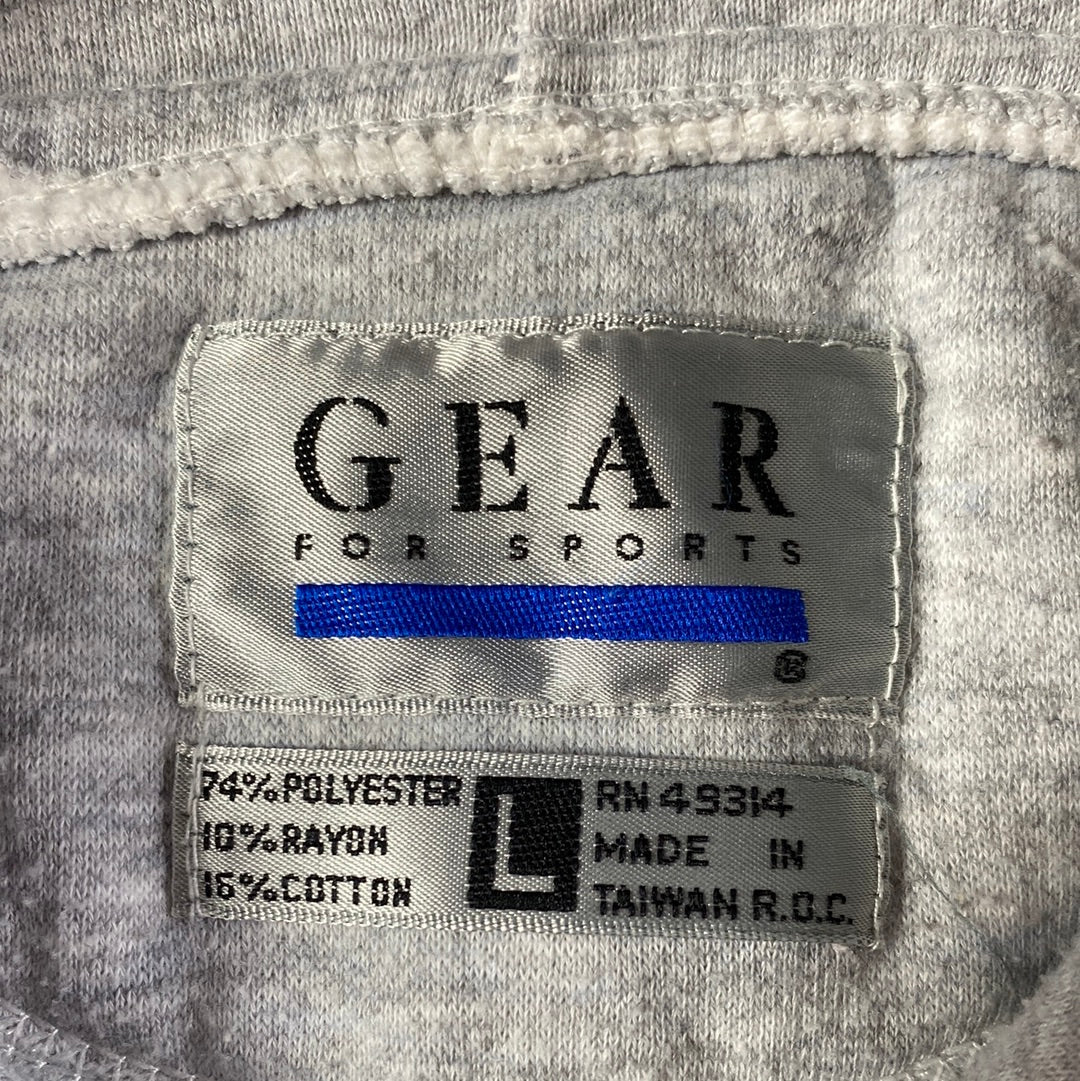 GEAR
FOR SPORTS
®
74% POLYESTER
10% RAYON
16% COTTON
L
RN 49314
MADE IN
TAIWAN R.O.C.